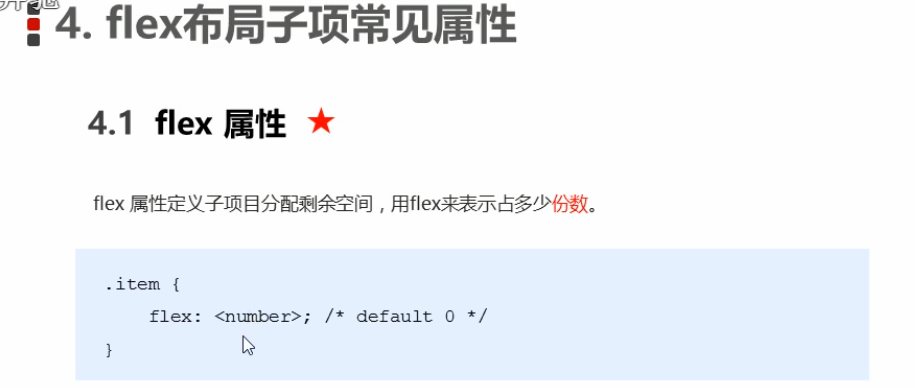 4. flex布局子项常见属性
4.1 flex 属性 ★
flex 属性定义子项目分配剩余空间，用flex来表示占多少份数。
.item {
    flex: <number>; /* default 0 */
}